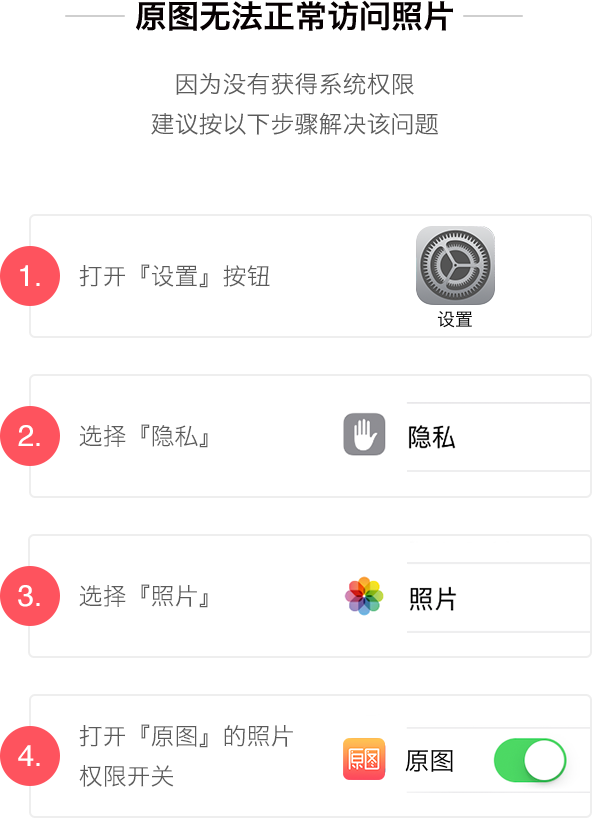 原图无法正常访问照片
因为没有获得系统权限
建议按以下步骤解决该问题
1.
打开『设置』按钮
设置
2.
选择『隐私』
隐私
3.
选择『照片』
照片
4.
打开『原图』的照片
权限开关
原图
原图